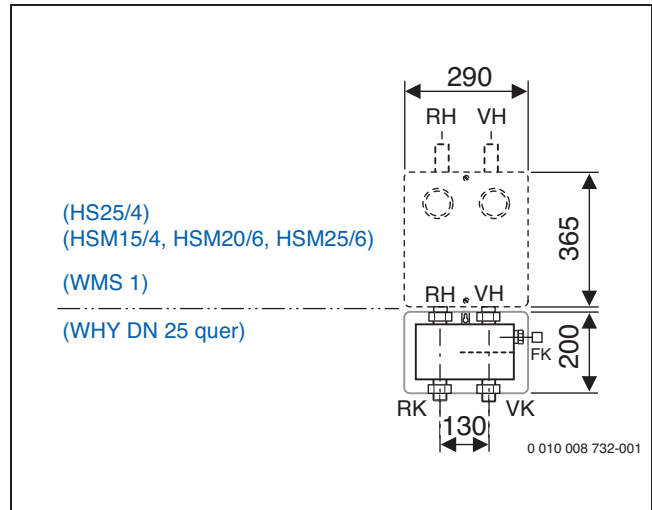 290
RH VH
(HS25/4)
(HSM15/4, HSM20/6, HSM25/6)
365
(WMS 1)
RH VH
(WHY DN 25 quer)
200
FK
RK VK
130
0 010 008 732-001